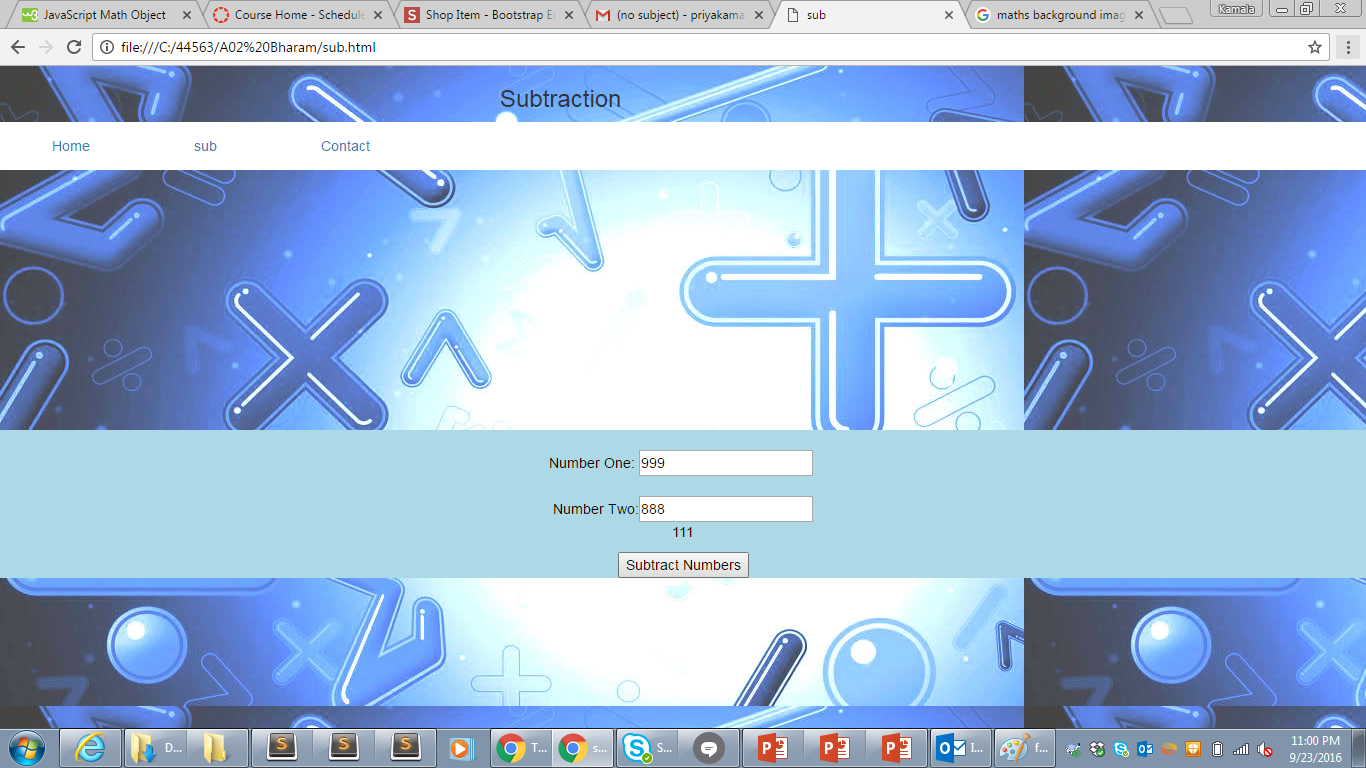 JavaScript Math Object
Course Home - Schedule
Shop Item - Bootstrap E
(no subject) - priyakama
sub
maths background imag
Kamala
file:///C:/44563/A02%20Bharam/sub.html
Subtraction
Home sub Contact
Number One: 999
Number Two: 888
111
Subtract Numbers
D... T... s... S... I... f...
11:00 PM
9/23/2016